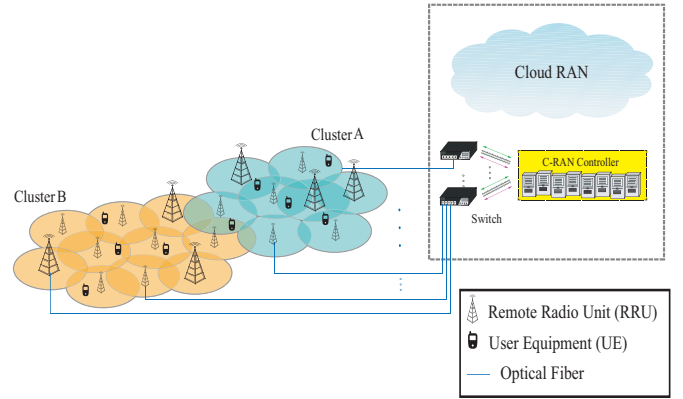 Cloud RAN
Cluster A
C-RAN Controller
Cluster B
Switch
Remote Radio Unit (RRU)
User Equipment (UE)
Optical Fiber